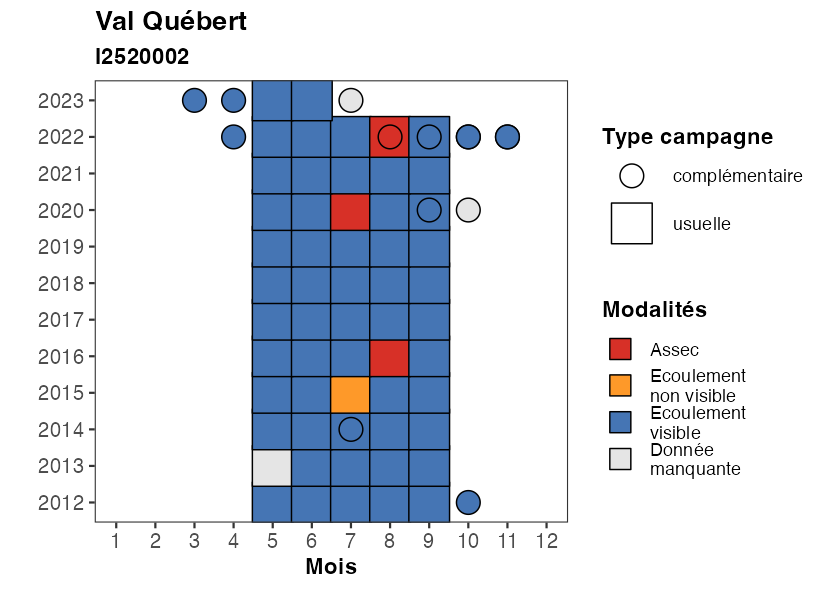 Val Québert
I2520002
2023
2022
2021
2020
2019
2018
2017
2016
2015
2014
2013
2012
1 2 3 4 5 6 7 8 9 10 11 12
Mois
Type campagne
complémentaire
usuelle
Modalités
Assec
Ecoulement
non visible
Ecoulement
visible
Donnée
manquante